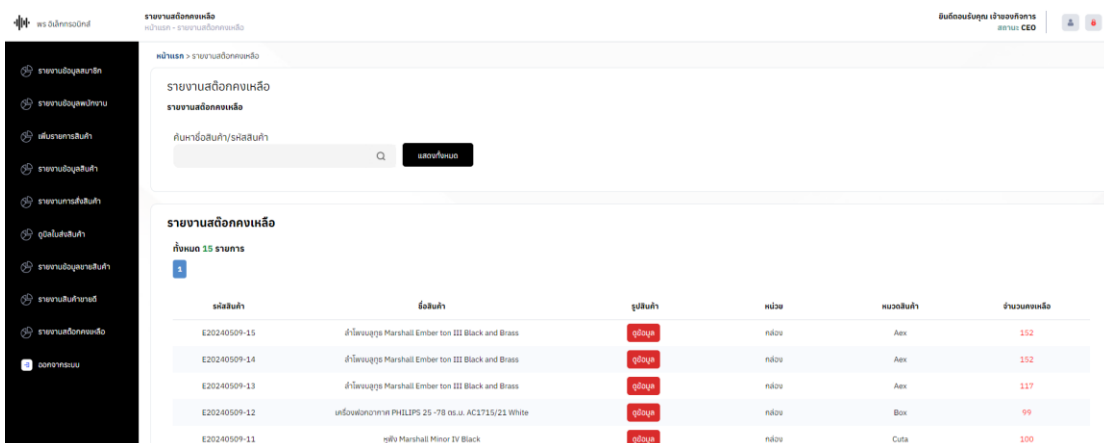 พร อิเล็กทรอนิกส์
รายงานสต๊อกคงเหลือ
หน้าแรก - รายงานสต๊อกคงเหลือ
ยินดีตอนรับคุณ เจ้าของกิจการ
สถานะ CEO
หน้าแรก > รายงานสต๊อกคงเหลือ
รายงานข้อมูลสมาชิก
รายงานข้อมูลพนักงาน
เพิ่มรายการสินค้า
รายงานข้อมูลสินค้า
รายงานการสั่งสินค้า
ดูบิลใบส่งสินค้า
รายงานข้อมูลขายสินค้า
รายงานสินค้าขายดี
รายงานสต๊อกคงเหลือ
ออกจากระบบ
รายงานสต๊อกคงเหลือ
รายงานสต๊อกคงเหลือ
ค้นหาชื่อสินค้า/รหัสสินค้า
แสดงทั้งหมด
รายงานสต๊อกคงเหลือ
ทั้งหมด 15 รายการ
1
รหัสสินค้า ชื่อสินค้า รูปสินค้า หน่วย หมวดสินค้า จำนวนคงเหลือ
E20240509-15 ลำโพงบลูทูธ Marshall Ember ton III Black and Brass ดูข้อมูล กล่อง Aex 152
E20240509-14 ลำโพงบลูทูธ Marshall Ember ton III Black and Brass ดูข้อมูล กล่อง Aex 152
E20240509-13 ลำโพงบลูทูธ Marshall Ember ton III Black and Brass ดูข้อมูล กล่อง Aex 117
E20240509-12 เครื่องฟอกอากาศ PHILIPS 25 -78 ตร.ม. AC1715/21 White ดูข้อมูล กล่อง Box 99
E20240509-11 หูฟัง Marshall Minor IV Black ดูข้อมูล กล่อง Cuta 100